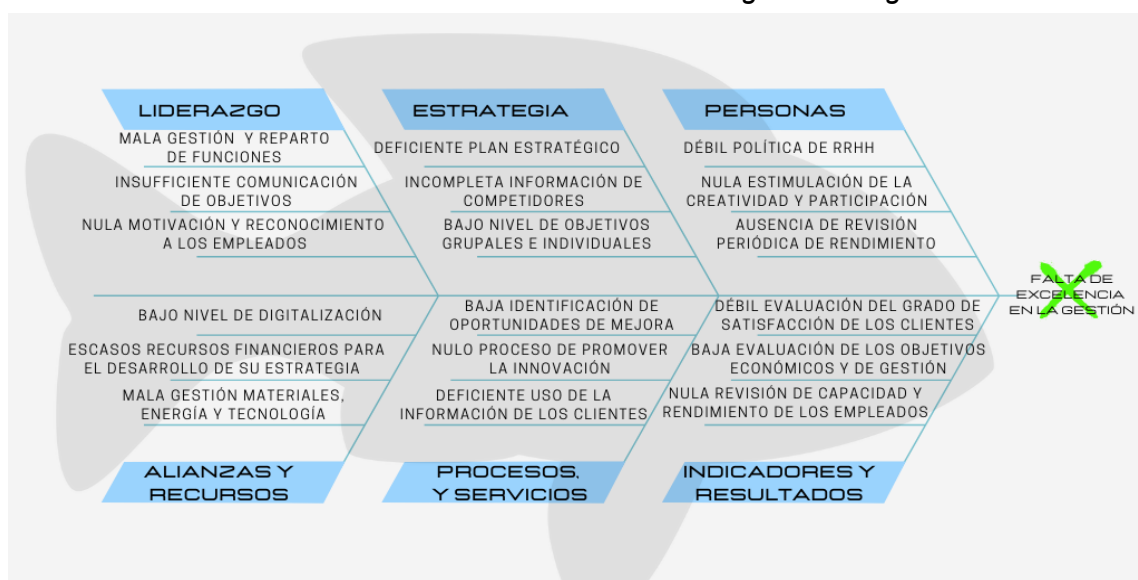 LIDERAZGO
MALA GESTIÓN Y REPARTO
DE FUNCIONES
INSUFFICIENTE COMUNICACIÓN
DE OBJETIVOS
NULA MOTIVACIÓN Y RECONOCIMIENTO
A LOS EMPLEADOS
ESTRATEGIA
DEFICIENTE PLAN ESTRATÉGICO
INCOMPLETA INFORMACIÓN DE
COMPETIDORES
BAJO NIVEL DE OBJETIVOS
GRUPALES E INDIVIDUALES
PERSONAS
DÉBIL POLÍTICA DE RRHH
NULA ESTIMULACIÓN DE LA
CREATIVIDAD Y PARTICIPACIÓN
AUSENCIA DE REVISIÓN
PERIÓDICA DE RENDIMIENTO
FALTA DE
EXCELENCIA
EN LA GESTIÓN
BAJO NIVEL DE DIGITALIZACIÓN
ESCASOS RECURSOS FINANCIEROS PARA
EL DESARROLLO DE SU ESTRATEGIA
MALA GESTIÓN MATERIALES,
ENERGÍA Y TECNOLOGÍA
ALIANZAS Y
RECURSOS
BAJA IDENTIFICACIÓN DE
OPORTUNIDADES DE MEJORA
NULO PROCESO DE PROMOVER
LA INNOVACIÓN
DEFICIENTE USO DE LA
INFORMACIÓN DE LOS CLIENTES
PROCESOS,
Y SERVICIOS
DÉBIL EVALUACIÓN DEL GRADO DE
SATISFACCIÓN DE LOS CLIENTES
BAJA EVALUACIÓN DE LOS OBJETIVOS
ECONÓMICOS Y DE GESTIÓN
NULA REVISIÓN DE CAPACIDAD Y
RENDIMIENTO DE LOS EMPLEADOS
INDICADORES Y
RESULTADOS